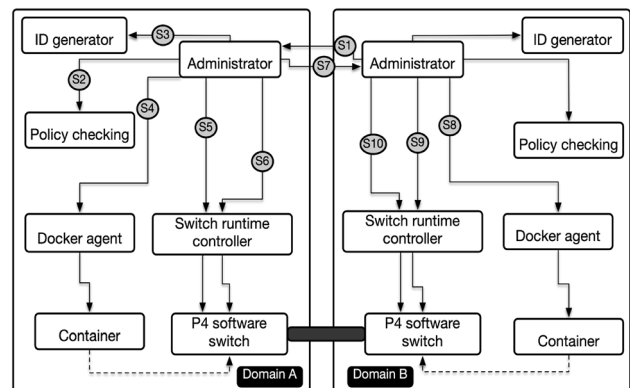 ID generator
S3
Administrator
S1
S7
Administrator
ID generator
S2
S4
Policy checking
S5
S6
S10
S9
S8
Policy checking
Docker agent
Switch runtime
controller
Switch runtime
controller
Docker agent
Container
P4 software
switch
P4 software
switch
Container
Domain A
Domain B